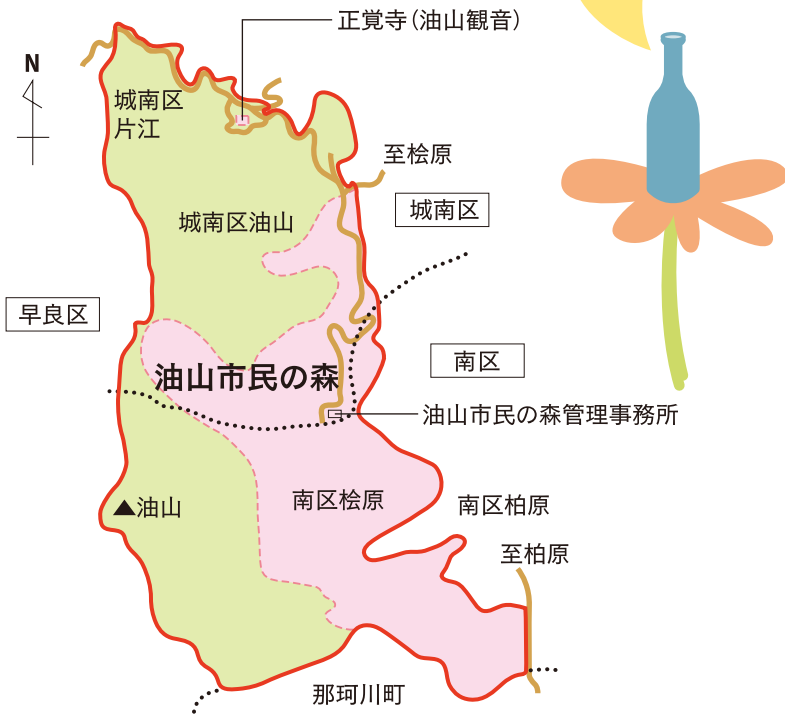 正覚寺（油山観音）
N
城南区
片江
至桧原
城南区
城南区油山
早良区
南区
油山市民の森
油山市民の森管理事務所
南区桧原
南区柏原
▲油山
至柏原
那珂川町